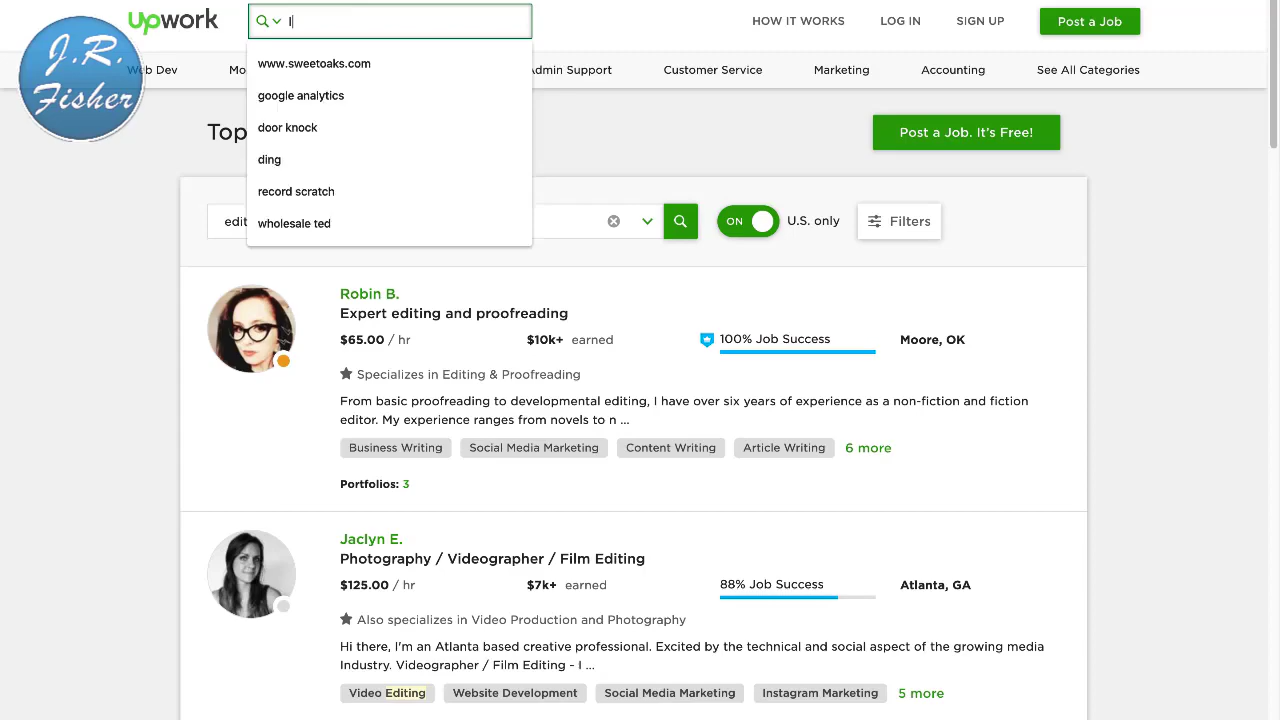 upwork
l
HOW IT WORKS
LOG IN
SIGN UP
Post a Job
J.R.
Fisher
Web Dev
Mo
Admin Support
Customer Service
Marketing
Accounting
See All Categories
www.sweetoaks.com
google analytics
door knock
ding
record scratch
wholesale ted
Top
Post a Job. It's Free!
edit
ON
U.S. only
Filters
Robin B.
Expert editing and proofreading
$65.00 / hr
$10k+ earned
100% Job Success
Moore, OK
Specializes in Editing & Proofreading
From basic proofreading to developmental editing, I have over six years of experience as a non-fiction and fiction
editor. My experience ranges from novels to n ...
Business Writing
Social Media Marketing
Content Writing
Article Writing
6 more
Portfolios: 3
Jaclyn E.
Photography / Videographer / Film Editing
$125.00 / hr
$7k+ earned
88% Job Success
Atlanta, GA
Also specializes in Video Production and Photography
Hi there, I'm an Atlanta based creative professional. Excited by the technical and social aspect of the growing media
Industry. Videographer / Film Editing - I ...
Video Editing
Website Development
Social Media Marketing
Instagram Marketing
5 more